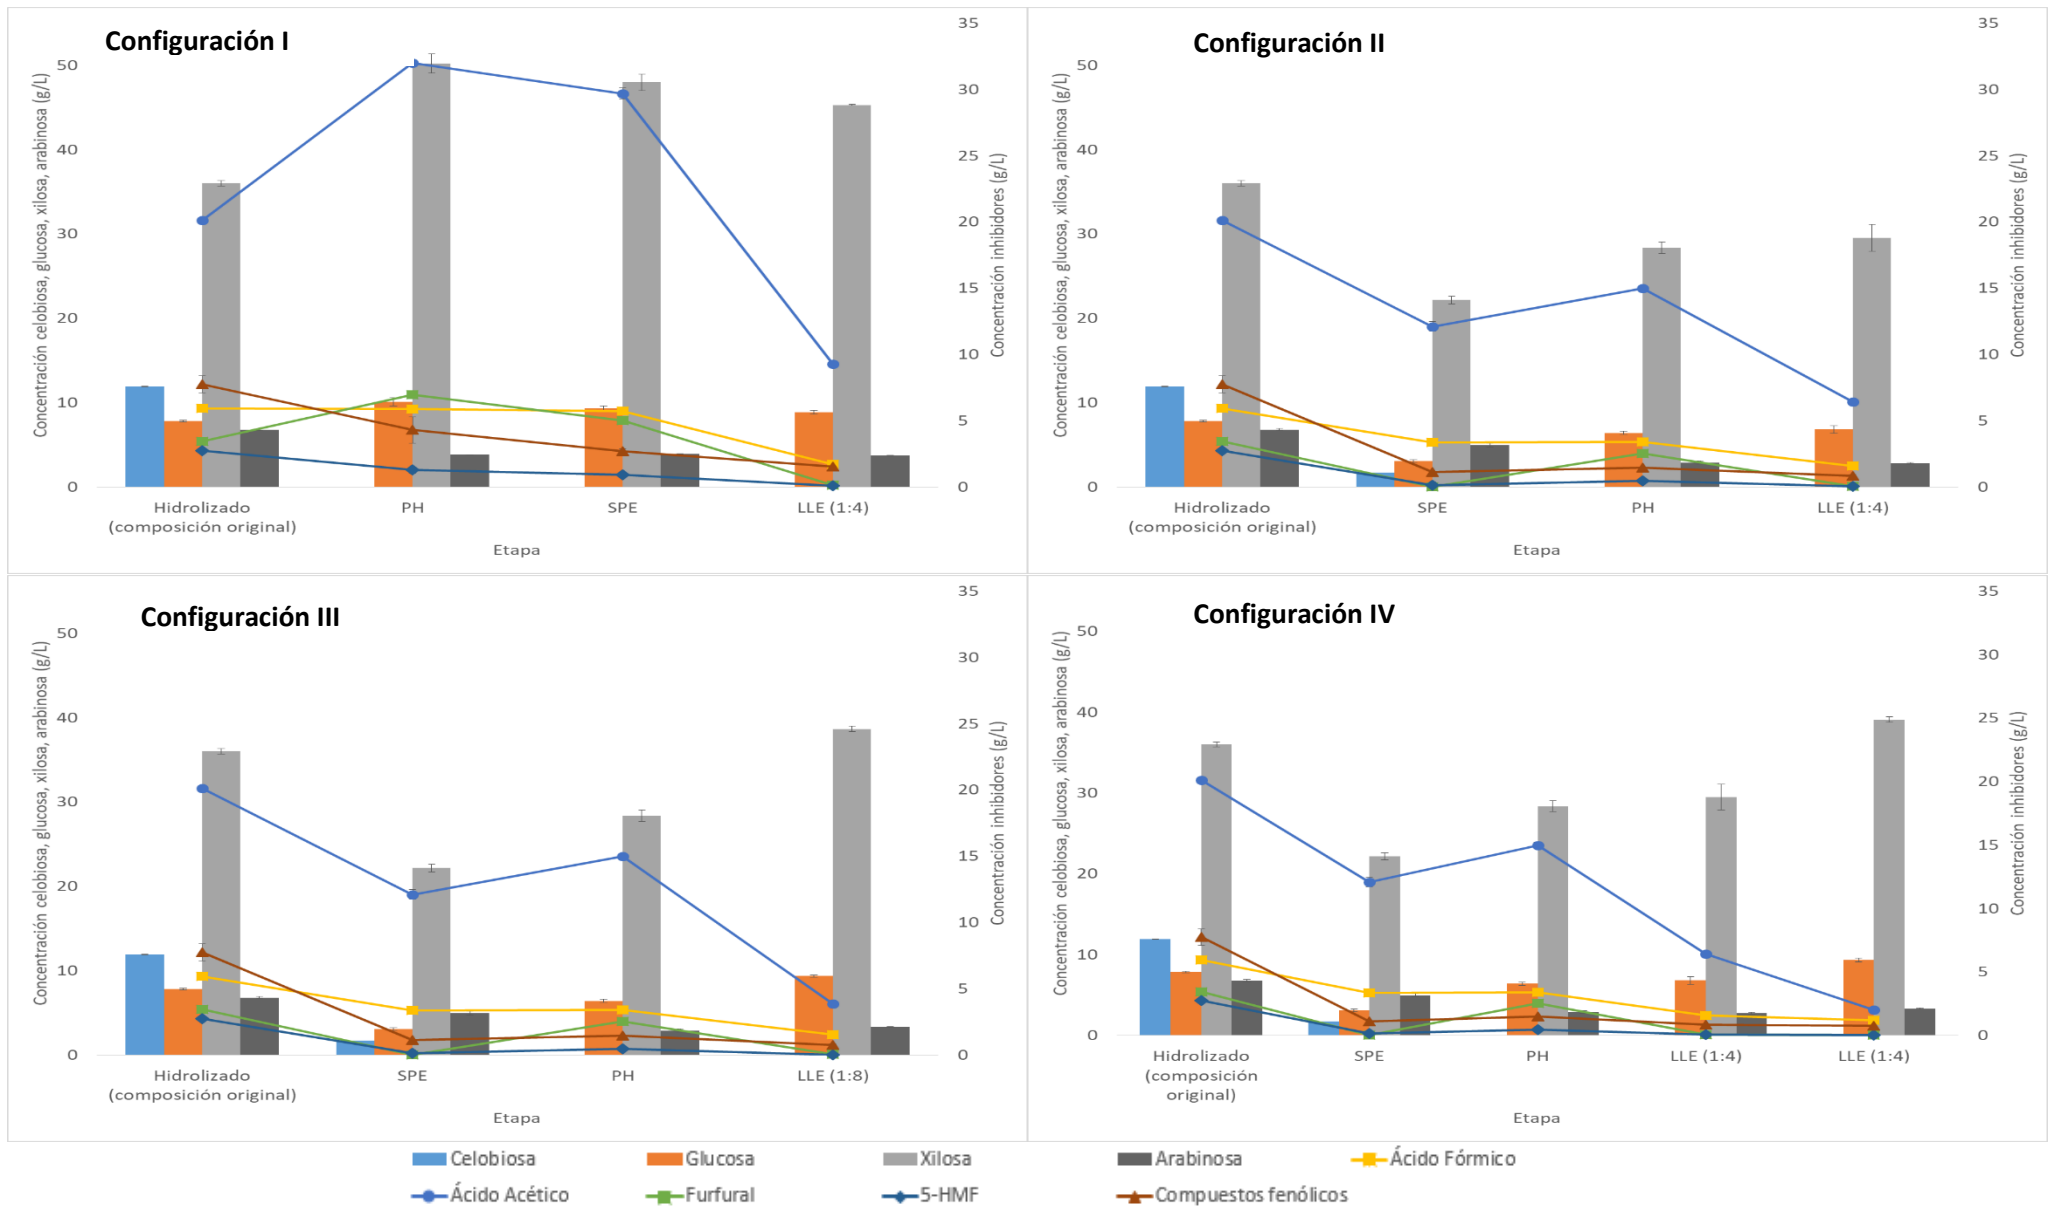 Configuración I
Concentración celobiosa, glucosa, xilosa, arabinosa (g/L)
50
40
30
20
10
0
35
30
25
20
15
10
5
0
Concentración inhibidores (g/L)
Hidrolizado
(composición original)
PH
SPE
LLE (1:4)
Etapa
Configuración II
Concentración celobiosa, glucosa, xilosa, arabinosa (g/L)
50
40
30
20
10
0
35
30
25
20
15
10
5
0
Concentración inhibidores (g/L)
Hidrolizado
(composición original)
SPE
PH
LLE (1:4)
Etapa
Configuración III
Concentración celobiosa, glucosa, xilosa, arabinosa (g/L)
50
40
30
20
10
0
35
30
25
20
15
10
5
0
Concentración inhibidores (g/L)
Hidrolizado
(composición original)
SPE
PH
LLE (1:8)
Etapa
Configuración IV
Concentración celobiosa, glucosa, xilosa, arabinosa (g/L)
50
40
30
20
10
0
35
30
25
20
15
10
5
0
Concentración inhibidores (g/L)
Hidrolizado
(composición
original)
SPE
PH
LLE (1:4)
LLE (1:4)
Etapa
Celobiosa
Glucosa
Xilosa
Arabinosa
Ácido Fórmico
Ácido Acético
Furfural
5-HMF
Compuestos fenólicos